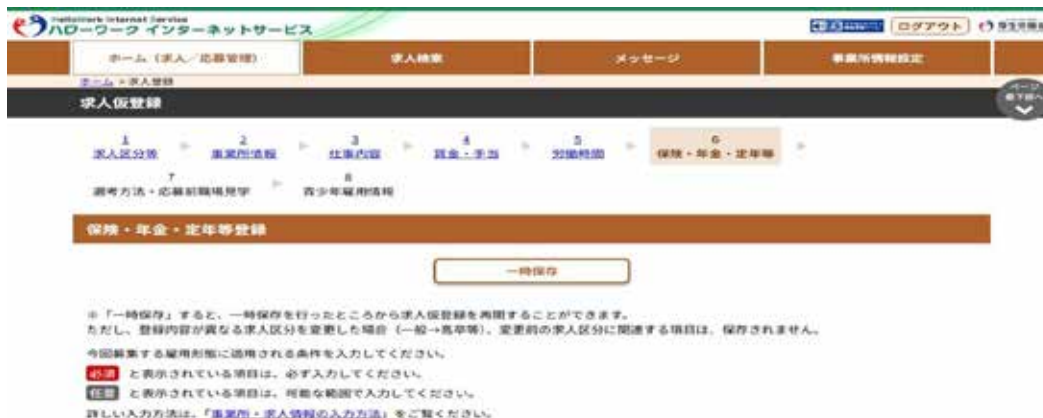 HelloWork Internet Service
ハローワーク インターネットサービス
ログアウト
ホーム（求人／応募管理）
求人検索
メッセージ
事業所情報設定
ホーム > 求人登録
求人仮登録
1 求人区分等
2 事業所情報
3 仕事内容
4 賃金・手当
5 労働時間
6 保険・年金・定年等
7 選考方法・応募前職場見学
8 青少年雇用情報
保険・年金・定年等登録
一時保存
※「一時保存」すると、一時保存を行ったところから求人仮登録を再開することができます。
ただし、登録内容が異なる求人区分を変更した場合（一般→高卒等）、変更前の求人区分に関連する項目は、保存されません。
今回募集する雇用形態に適用される条件を入力してください。
必須 と表示されている項目は、必ず入力してください。
任意 と表示されている項目は、可能な範囲で入力してください。
詳しい入力方法は、「事業所・求人情報の入力方法」をご覧ください。